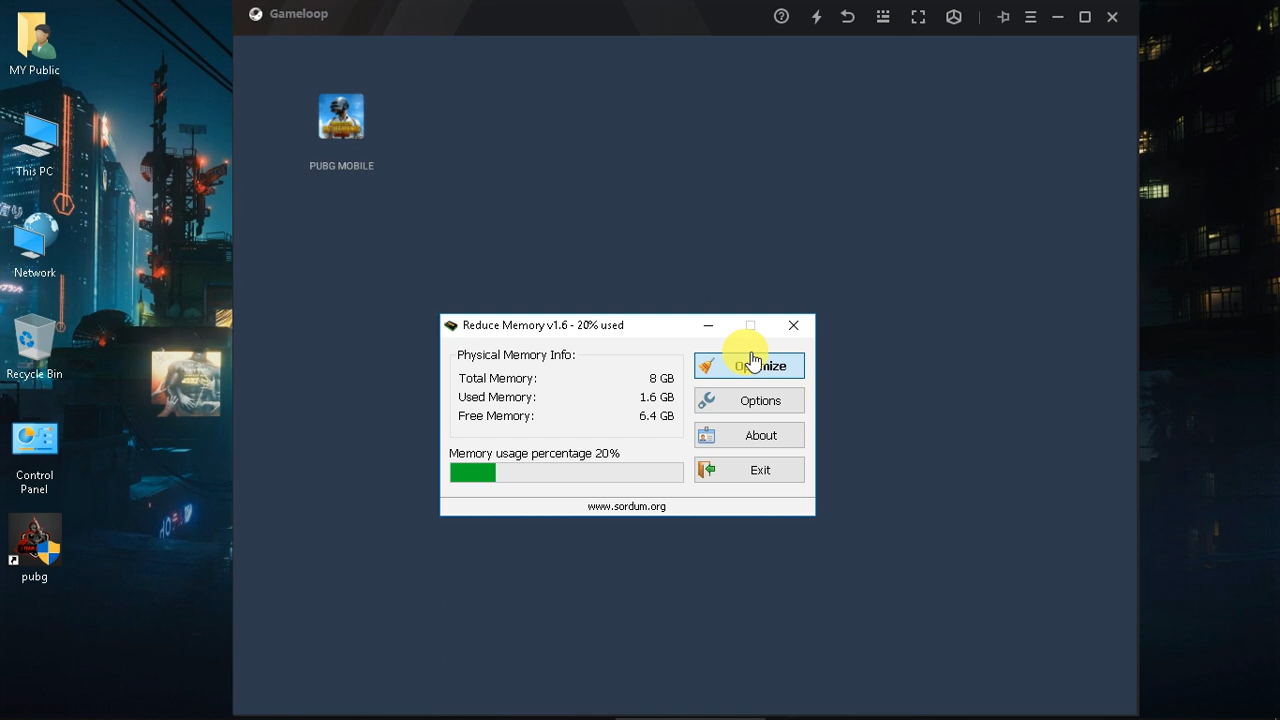 Gameloop
MY Public
This PC
Network
Recycle Bin
Control
Panel
pubg
PUBG MOBILE
Reduce Memory v1.6 - 20% used
Physical Memory Info:
Total Memory: 8 GB
Used Memory: 1.6 GB
Free Memory: 6.4 GB
Memory usage percentage 20%
Optimize
Options
About
Exit
www.sordum.org